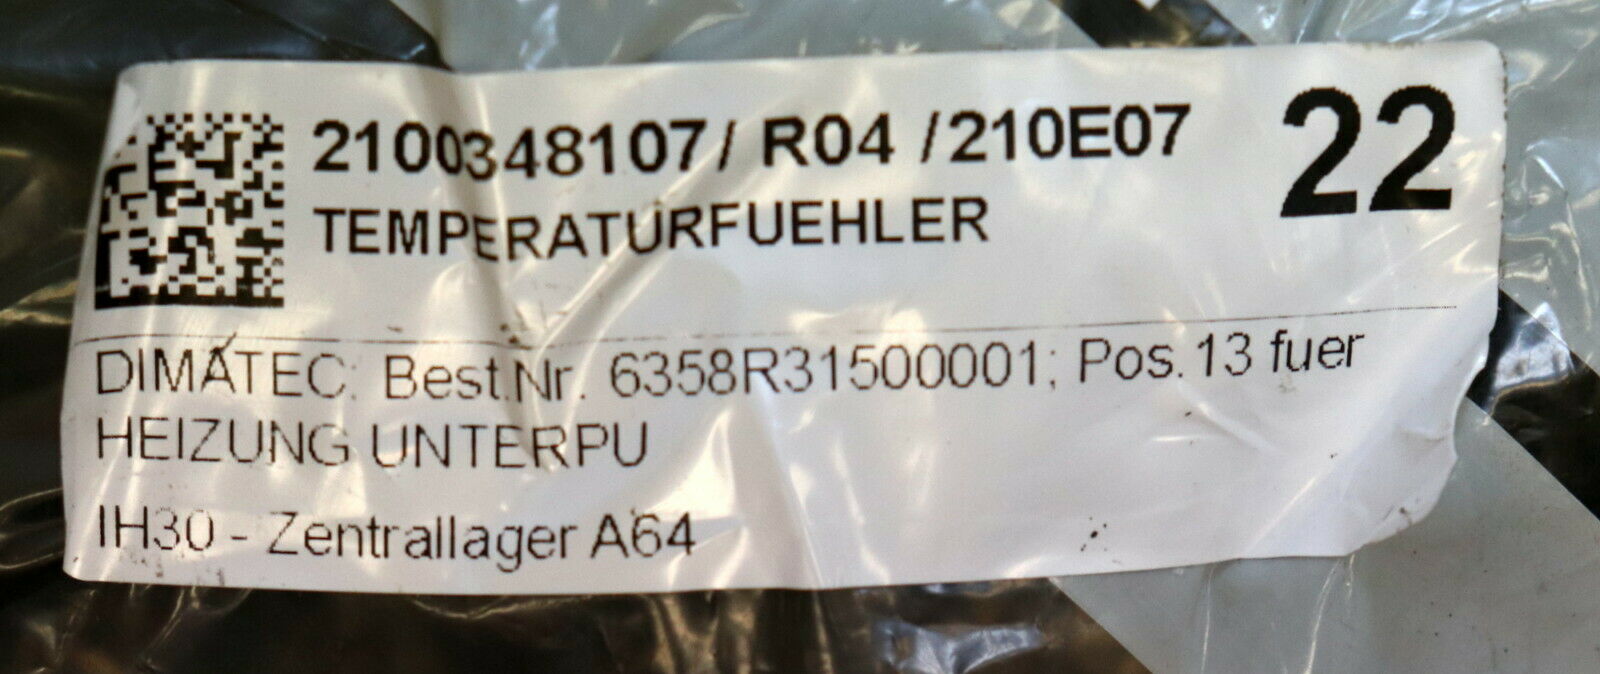 2100348107/ R04 /210E07 22
TEMPERATURFUEHLER
DIMATEC: Best.Nr. 6358R31500001; Pos.13 fuer
HEIZUNG UNTERPU
IH30 - Zentrallager A64